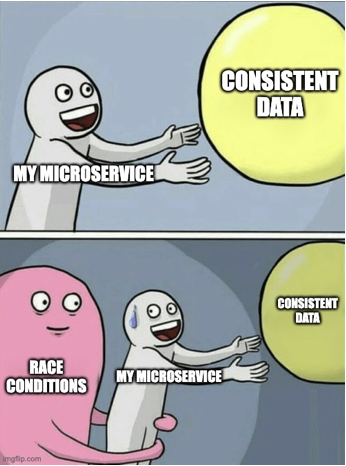 CONSISTENT
DATA
MY MICROSERVICE
CONSISTENT
DATA
RACE
CONDITIONS
MY MICROSERVICE
imgflip.com